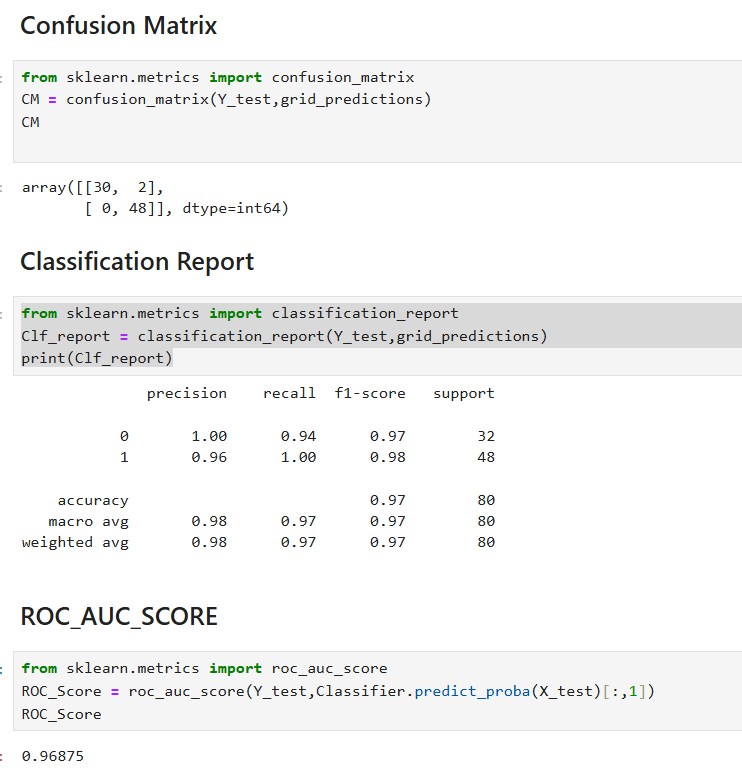 Confusion Matrix
from sklearn.metrics import confusion_matrix
CM = confusion_matrix(Y_test,grid_predictions)
CM
array([[30,  2],
       [ 0, 48]], dtype=int64)
Classification Report
from sklearn.metrics import classification_report
Clf_report = classification_report(Y_test,grid_predictions)
print(Clf_report)
              precision    recall  f1-score   support
           0       1.00      0.94      0.97        32
           1       0.96      1.00      0.98        48
    accuracy                           0.97        80
   macro avg       0.98      0.97      0.97        80
weighted avg       0.98      0.97      0.97        80
ROC_AUC_SCORE
from sklearn.metrics import roc_auc_score
ROC_Score = roc_auc_score(Y_test,Classifier.predict_proba(X_test)[:,1])
ROC_Score
0.96875